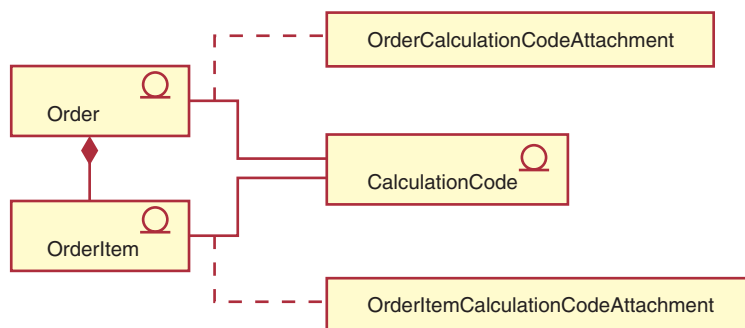 OrderCalculationCodeAttachment
Order
CalculationCode
OrderItem
OrderItemCalculationCodeAttachment